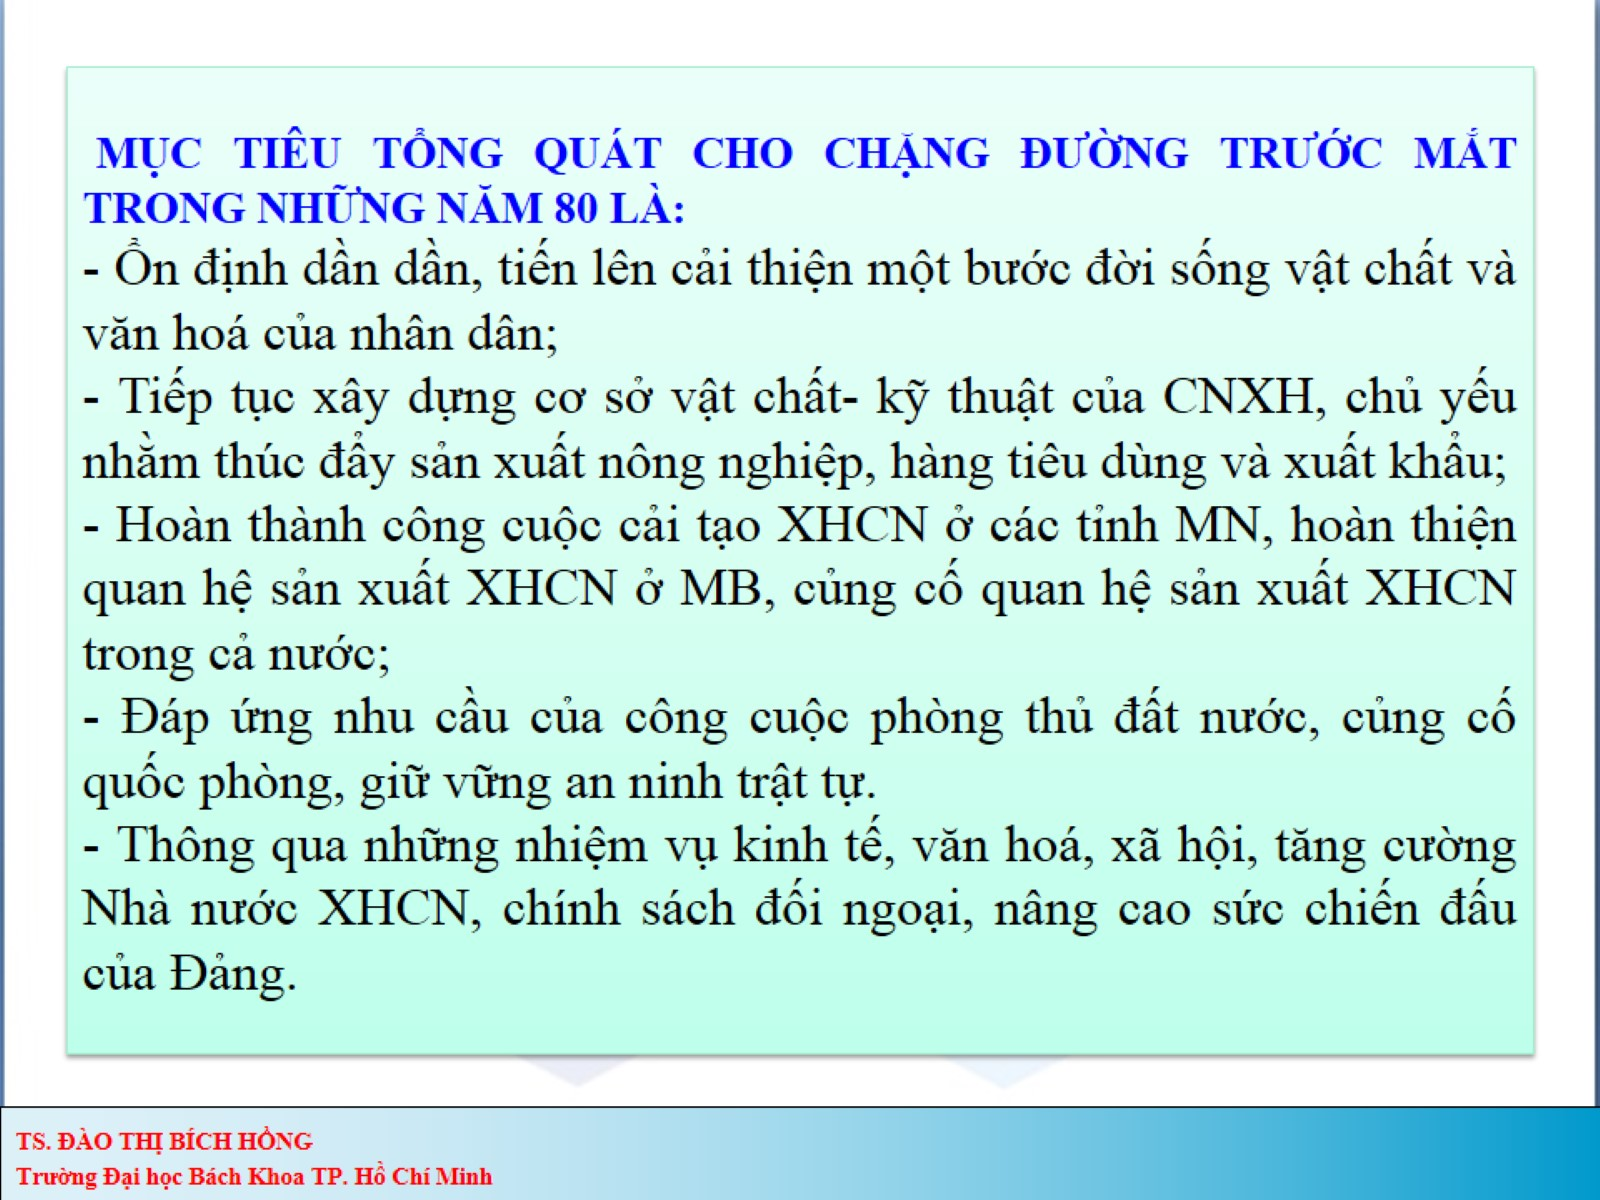 MỤC TIÊU TỔNG QUÁT CHO CHẶNG ĐƯỜNG TRƯỚC MẮT
TRONG NHỮNG NĂM 80 LÀ:
- Ổn định dần dần, tiến lên cải thiện một bước đời sống vật chất và
văn hoá của nhân dân;
- Tiếp tục xây dựng cơ sở vật chất- kỹ thuật của CNXH, chủ yếu
nhằm thúc đẩy sản xuất nông nghiệp, hàng tiêu dùng và xuất khẩu;
- Hoàn thành công cuộc cải tạo XHCN ở các tỉnh MN, hoàn thiện
quan hệ sản xuất XHCN ở MB, củng cố quan hệ sản xuất XHCN
trong cả nước;
- Đáp ứng nhu cầu của công cuộc phòng thủ đất nước, củng cố
quốc phòng, giữ vững an ninh trật tự.
- Thông qua những nhiệm vụ kinh tế, văn hoá, xã hội, tăng cường
Nhà nước XHCN, chính sách đối ngoại, nâng cao sức chiến đấu
của Đảng.
TS. ĐÀO THỊ BÍCH HỒNG
Trường Đại học Bách Khoa TP. Hồ Chí Minh